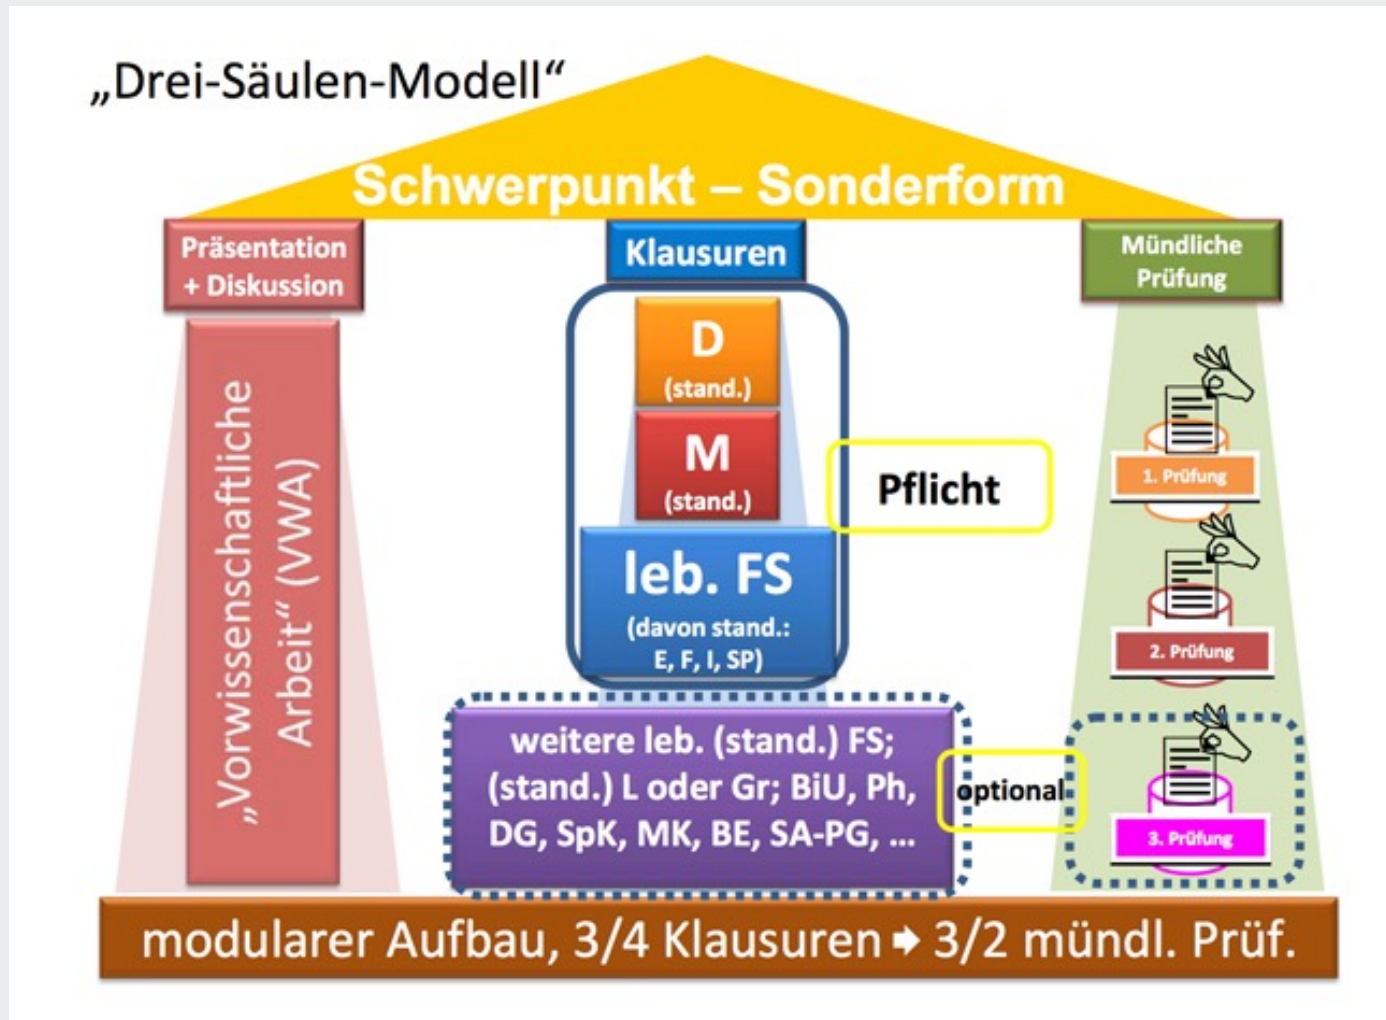 „Drei-Säulen-Modell“
Schwerpunkt – Sonderform
Präsentation
+ Diskussion
„Vorwissenschaftliche
Arbeit“ (VWA)
Klausuren
D
(stand.)
M
(stand.)
leb. FS
(davon stand.:
E, F, I, SP)
Pflicht
weitere leb. (stand.) FS;
(stand.) L oder Gr; BiU, Ph,
DG, SpK, MK, BE, SA-PG, ...
optional
Mündliche
Prüfung
1. Prüfung
2. Prüfung
3. Prüfung
modularer Aufbau, 3/4 Klausuren ➡ 3/2 mündl. Prüf.